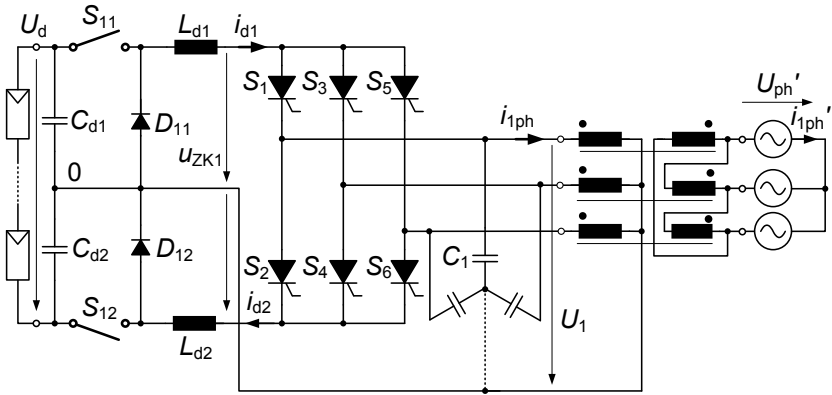 U_d
S_11
L_d1
i_d1
S_1
S_3
S_5
C_d1
D_11
u_ZK1
0
i_1ph
U_ph'
i_1ph'
C_d2
D_12
S_2
S_4
S_6
C_1
S_12
i_d2
L_d2
U_1